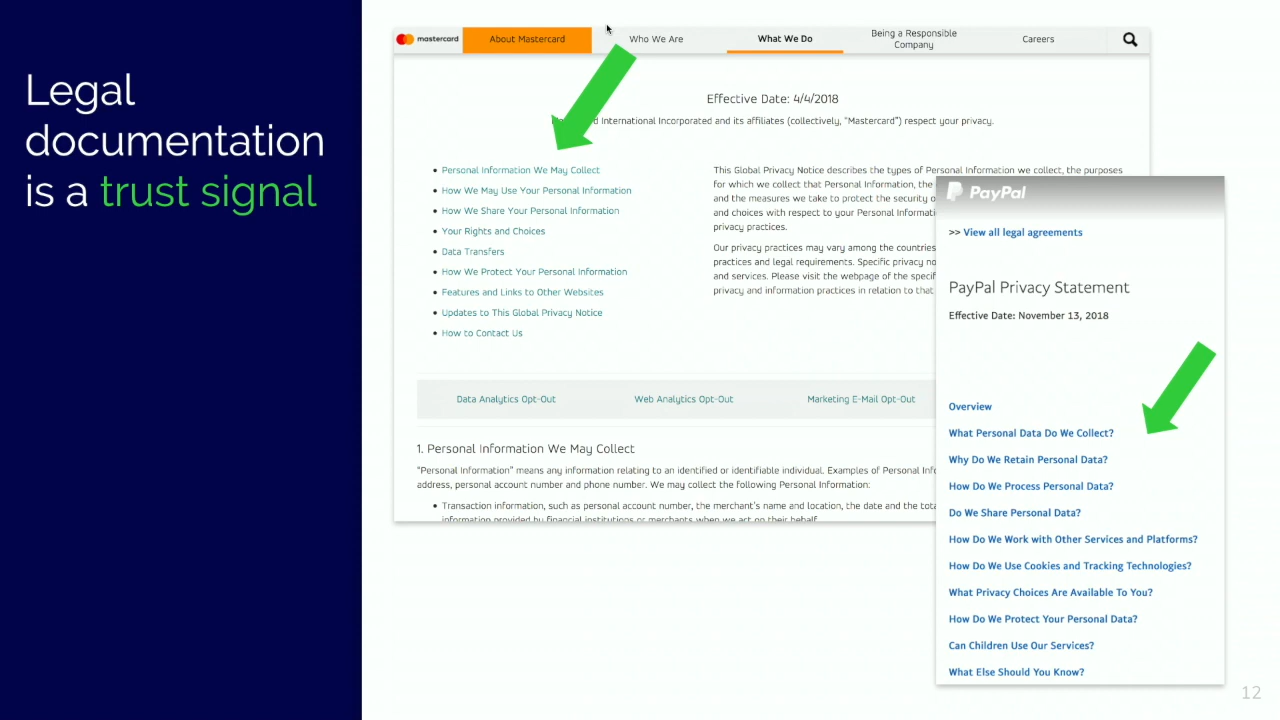 Legal
documentation
is a trust signal
mastercard
About Mastercard
Who We Are
What We Do
Being a Responsible
Company
Careers
Effective Date: 4/4/2018
International Incorporated and its affiliates (collectively, “Mastercard”) respect your privacy.
• Personal Information We May Collect
• How We May Use Your Personal Information
• How We Share Your Personal Information
• Your Rights and Choices
• Data Transfers
• How We Protect Your Personal Information
• Features and Links to Other Websites
• Updates to This Global Privacy Notice
• How to Contact Us
This Global Privacy Notice describes the types of Personal Information we collect, the purposes
for which we collect that Personal Information, the
and the measures we take to protect the security o
and choices with respect to your Personal Informati
privacy practices.
Our privacy practices may vary among the countries
practices and legal requirements. Specific privacy no
and services. Please visit the webpage of the specif
privacy and information practices in relation to that
Data Analytics Opt-Out
Web Analytics Opt-Out
Marketing E-Mail Opt-Out
1. Personal Information We May Collect
“Personal Information” means any information relating to an identified or identifiable individual. Examples of Personal Info
address, personal account number and phone number. We may collect the following Personal Information:
• Transaction information, such as personal account number, the merchant’s name and location, the date and the tota
information provided by financial institutions or merchants when we act on their behalf.
PayPal
>> View all legal agreements
PayPal Privacy Statement
Effective Date: November 13, 2018
Overview
What Personal Data Do We Collect?
Why Do We Retain Personal Data?
How Do We Process Personal Data?
Do We Share Personal Data?
How Do We Work with Other Services and Platforms?
How Do We Use Cookies and Tracking Technologies?
What Privacy Choices Are Available To You?
How Do We Protect Your Personal Data?
Can Children Use Our Services?
What Else Should You Know?
12